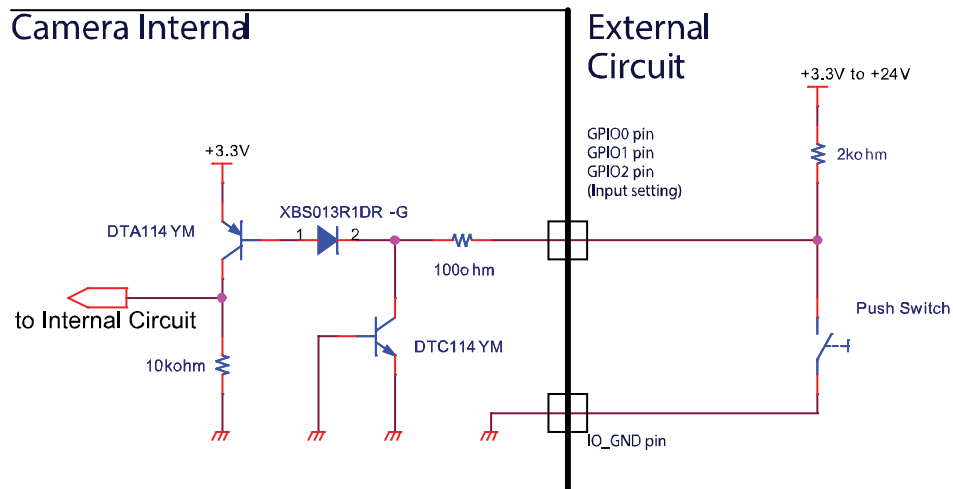 Camera Internal
External
Circuit
+3.3V to +24V
GPIO0 pin
GPIO1 pin
GPIO2 pin
(Input setting)
2kohm
+3.3V
XBS013R1DR -G
DTA114YM
1
2
100ohm
to Internal Circuit
Push Switch
DTC114YM
10kohm
IO_GND pin